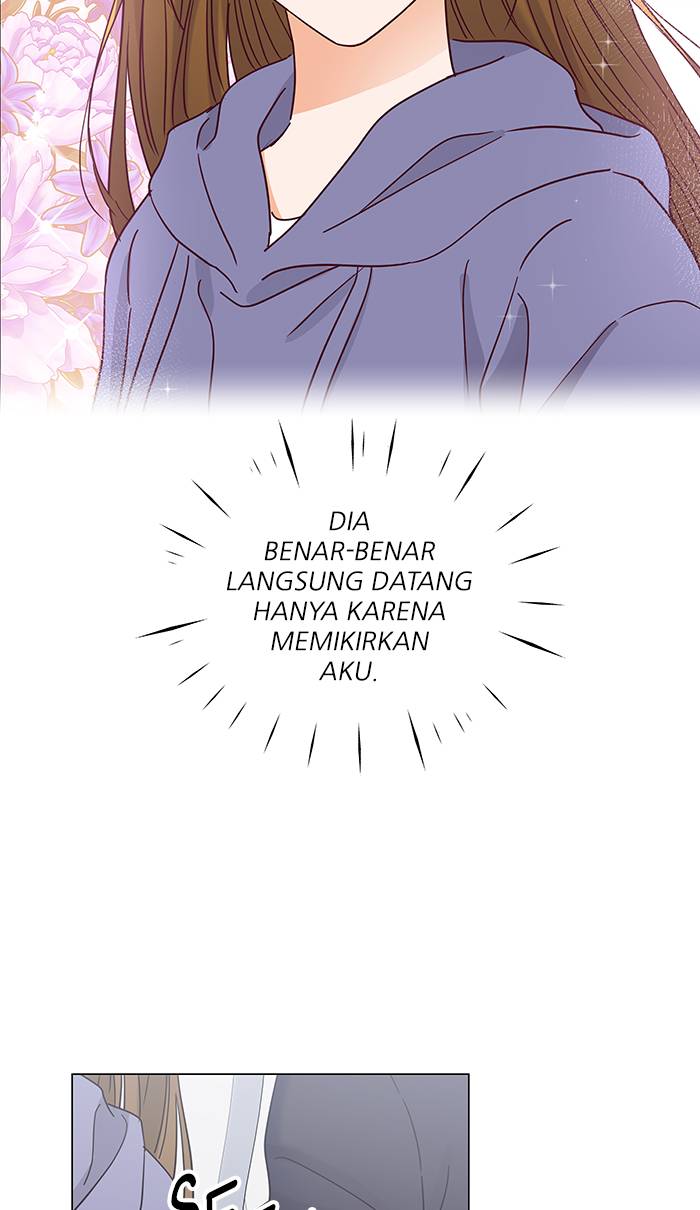 DIA
BENAR-BENAR
LANGSUNG DATANG
HANYA KARENA
MEMIKIRKAN
AKU.